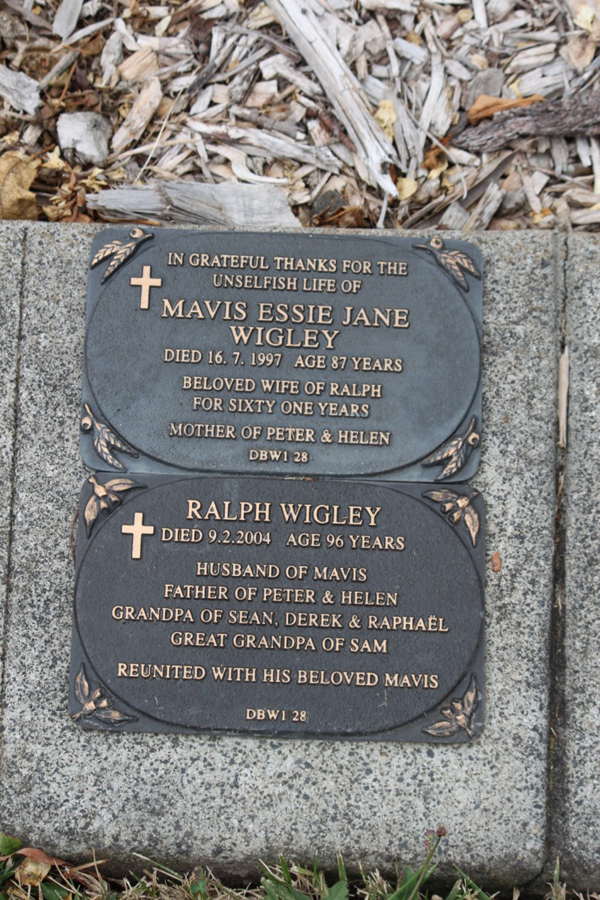 IN GRATEFUL THANKS FOR THE
UNSELFISH LIFE OF
MAVIS ESSIE JANE
WIGLEY
DIED 16. 7. 1997 AGE 87 YEARS
BELOVED WIFE OF RALPH
FOR SIXTY ONE YEARS
MOTHER OF PETER & HELEN
DBW1 28
RALPH WIGLEY
DIED 9.2.2004 AGE 96 YEARS
HUSBAND OF MAVIS
FATHER OF PETER & HELEN
GRANDPA OF SEAN, DEREK & RAPHAËL
GREAT GRANDPA OF SAM
REUNITED WITH HIS BELOVED MAVIS
DBW1 28